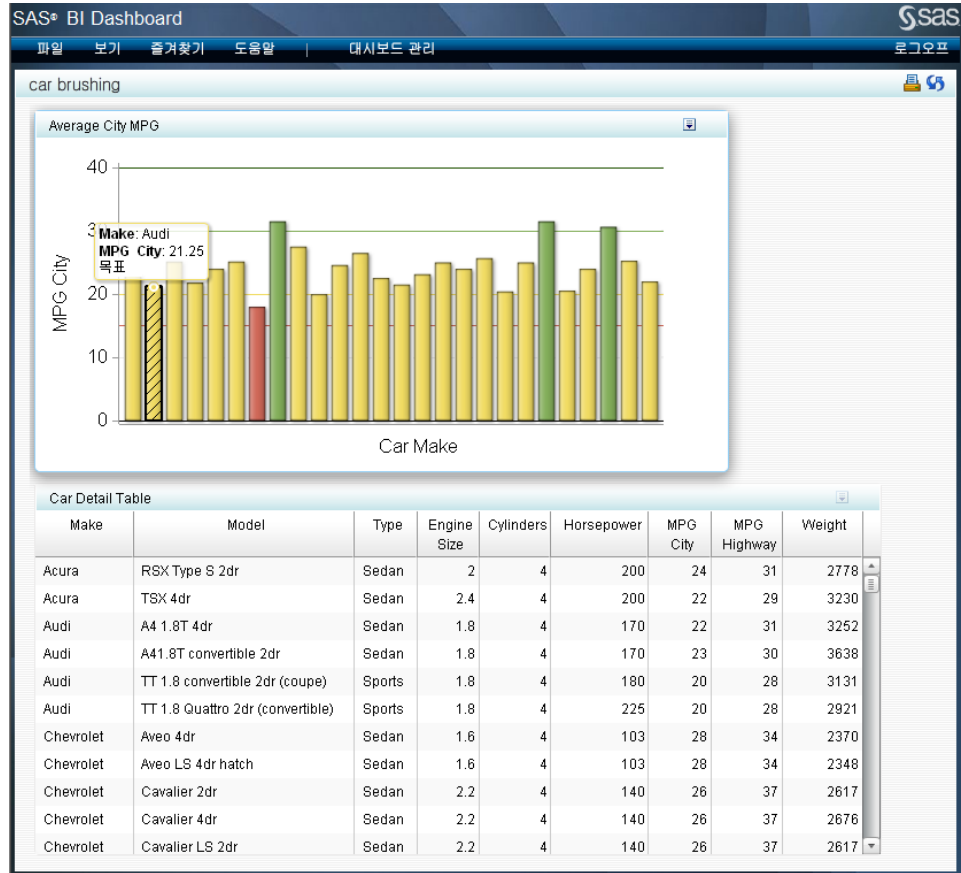 SAS® BI Dashboard
sas
파일 보기 즐겨찾기 도움말 | 대시보드 관리 로그오프
car brushing
Average City MPG
40
Make: Audi
MPG City: 21.25
목표
20
10
0
MPG City
Car Make
Car Detail Table
Make Model Type Engine Size Cylinders Horsepower MPG City MPG Highway Weight
Acura RSX Type S 2dr Sedan 2 4 200 24 31 2778
Acura TSX 4dr Sedan 2.4 4 200 22 29 3230
Audi A4 1.8T 4dr Sedan 1.8 4 170 22 31 3252
Audi A41.8T convertible 2dr Sedan 1.8 4 170 23 30 3638
Audi TT 1.8 convertible 2dr (coupe) Sports 1.8 4 180 20 28 3131
Audi TT 1.8 Quattro 2dr (convertible) Sports 1.8 4 225 20 28 2921
Chevrolet Aveo 4dr Sedan 1.6 4 103 28 34 2370
Chevrolet Aveo LS 4dr hatch Sedan 1.6 4 103 28 34 2348
Chevrolet Cavalier 2dr Sedan 2.2 4 140 26 37 2617
Chevrolet Cavalier 4dr Sedan 2.2 4 140 26 37 2676
Chevrolet Cavalier LS 2dr Sedan 2.2 4 140 26 37 2617